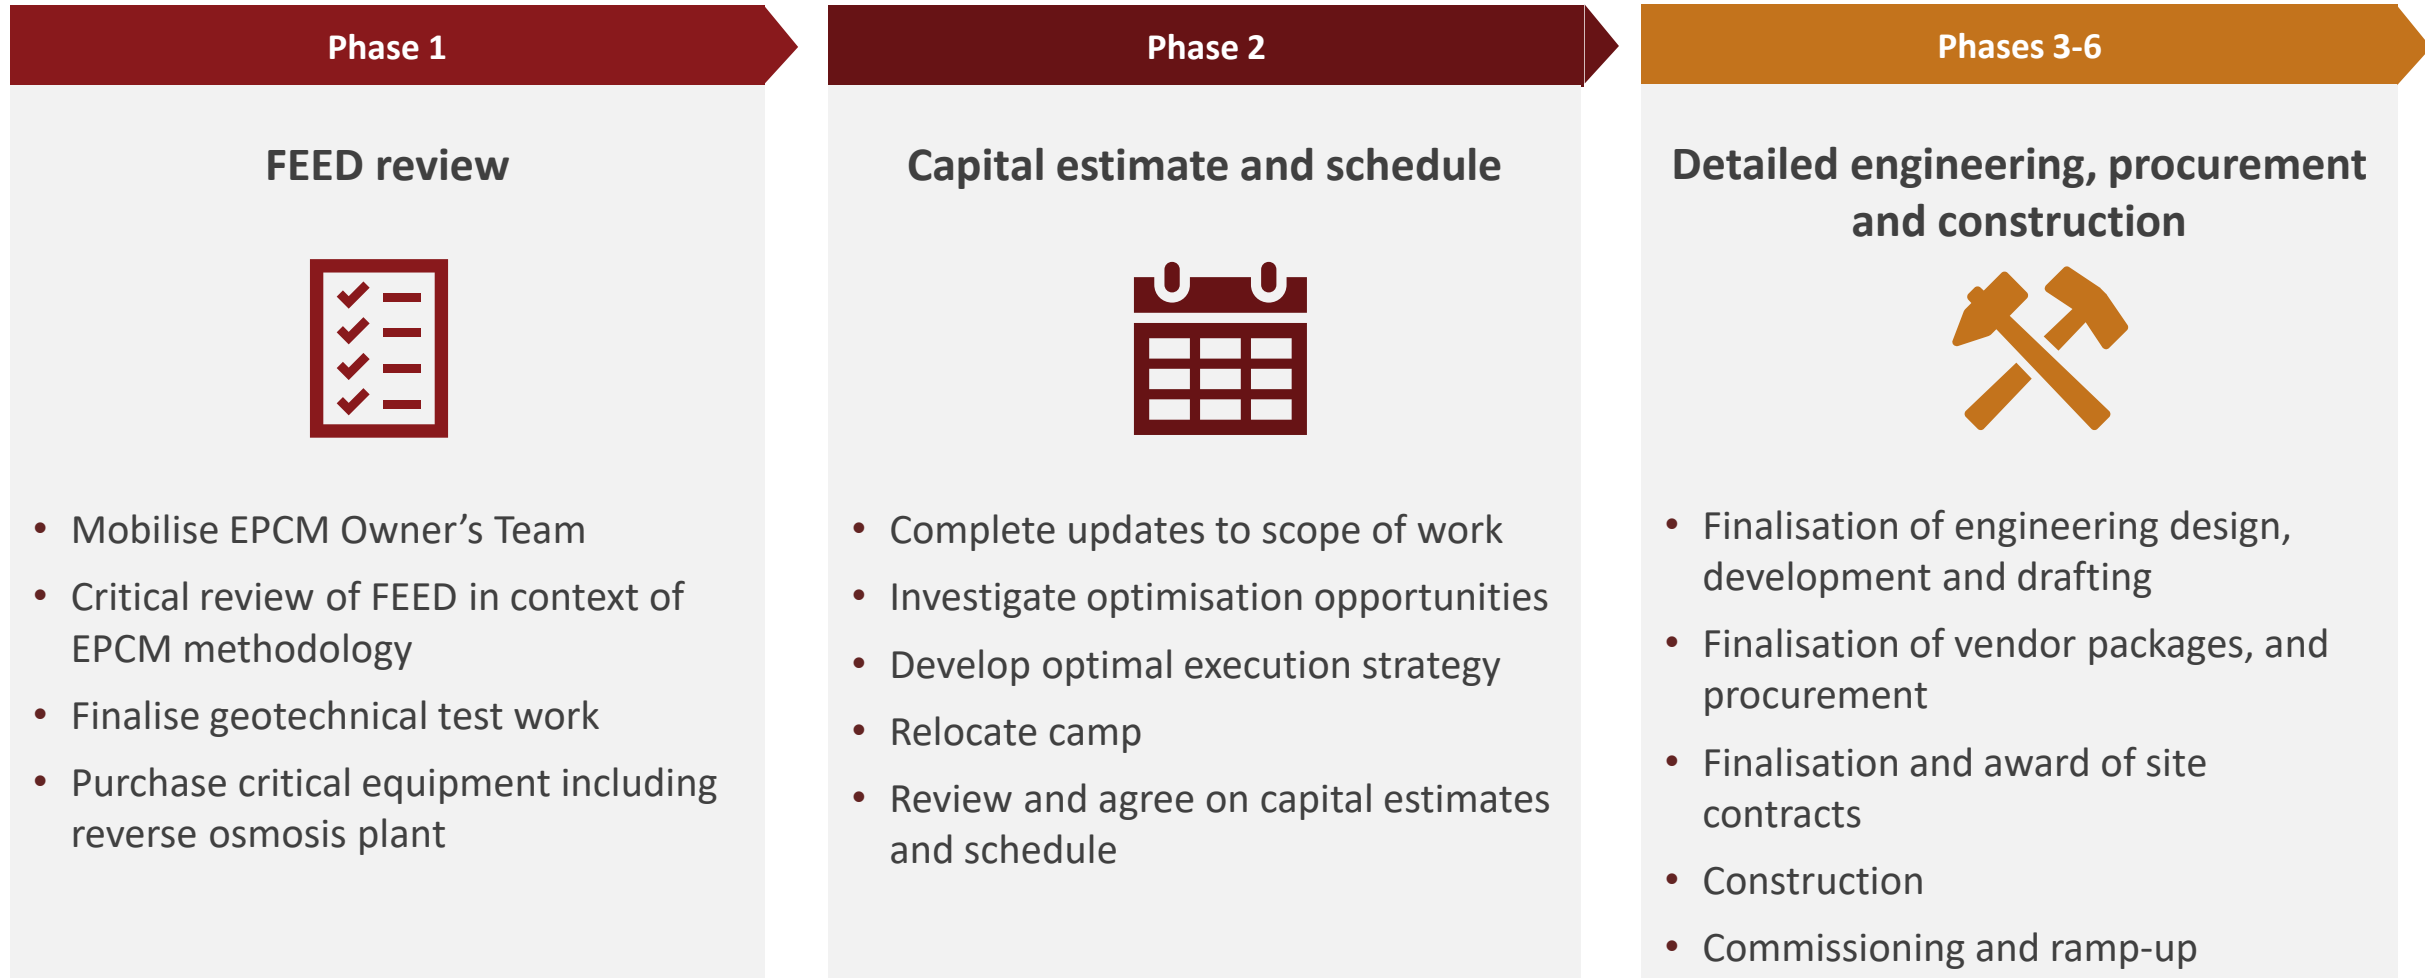 Phase 1
FEED review
• Mobilise EPCM Owner’s Team
• Critical review of FEED in context of
EPCM methodology
• Finalise geotechnical test work
• Purchase critical equipment including
reverse osmosis plant
Phase 2
Capital estimate and schedule
• Complete updates to scope of work
• Investigate optimisation opportunities
• Develop optimal execution strategy
• Relocate camp
• Review and agree on capital estimates
and schedule
Phases 3-6
Detailed engineering, procurement
and construction
• Finalisation of engineering design,
development and drafting
• Finalisation of vendor packages, and
procurement
• Finalisation and award of site
contracts
• Construction
• Commissioning and ramp-up